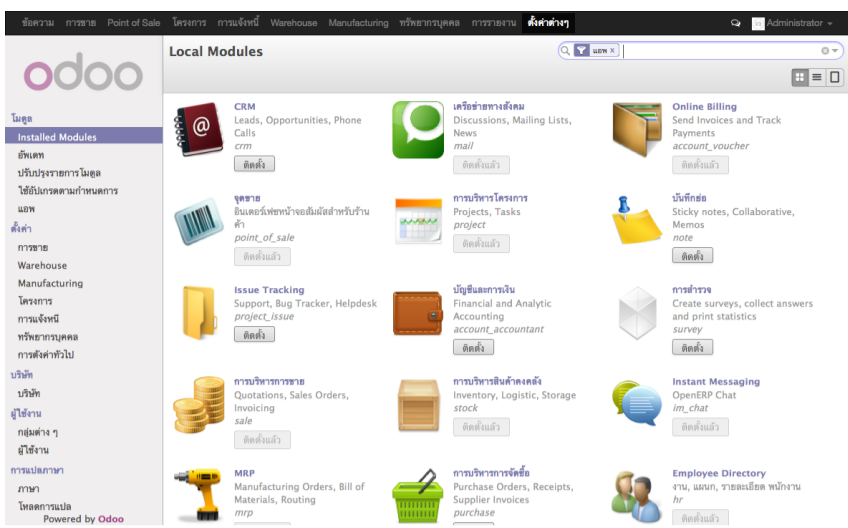 ข้อความ การขาย Point of Sale โครงการ การแจ้งหนี้ Warehouse Manufacturing ทรัพยากรบุคคล การรายงาน ตั้งค่าต่างๆ Administrator
odoo
Local Modules
แอพ x
โมดูล
Installed Modules
อัพเดท
ปรับปรุงรายการโมดูล
ใช้อัปเกรดตามกำหนดการ
แอพ
ตั้งค่า
การขาย
Warehouse
Manufacturing
โครงการ
การแจ้งหนี้
ทรัพยากรบุคคล
การตั้งค่าทั่วไป
บริษัท
บริษัท
ผู้ใช้งาน
กลุ่มต่าง ๆ
ผู้ใช้งาน
การแปลภาษา
ภาษา
โหลดการแปล
Powered by Odoo
CRM
Leads, Opportunities, Phone
Calls
crm
ติดตั้ง
เครือข่ายทางสังคม
Discussions, Mailing Lists,
News
mail
ติดตั้งแล้ว
Online Billing
Send Invoices and Track
Payments
account_voucher
ติดตั้งแล้ว
จุดขาย
อินเตอร์เฟซหน้าจอสัมผัสสำหรับร้าน
ค้า
point_of_sale
ติดตั้งแล้ว
การบริหารโครงการ
Projects, Tasks
project
ติดตั้งแล้ว
บันทึกย่อ
Sticky notes, Collaborative,
Memos
note
ติดตั้ง
Issue Tracking
Support, Bug Tracker, Helpdesk
project_issue
ติดตั้ง
บัญชีและการเงิน
Financial and Analytic
Accounting
account_accountant
ติดตั้ง
การสำรวจ
Create surveys, collect answers
and print statistics
survey
ติดตั้ง
การบริหารการขาย
Quotations, Sales Orders,
Invoicing
sale
ติดตั้งแล้ว
การบริหารสินค้าคงคลัง
Inventory, Logistic, Storage
stock
ติดตั้งแล้ว
Instant Messaging
OpenERP Chat
im_chat
ติดตั้งแล้ว
MRP
Manufacturing Orders, Bill of
Materials, Routing
mrp
การบริหารการจัดซื้อ
Purchase Orders, Receipts,
Supplier Invoices
purchase
Employee Directory
งาน, แผนก, รายละเอียด พนักงาน
hr
ติดตั้งแล้ว